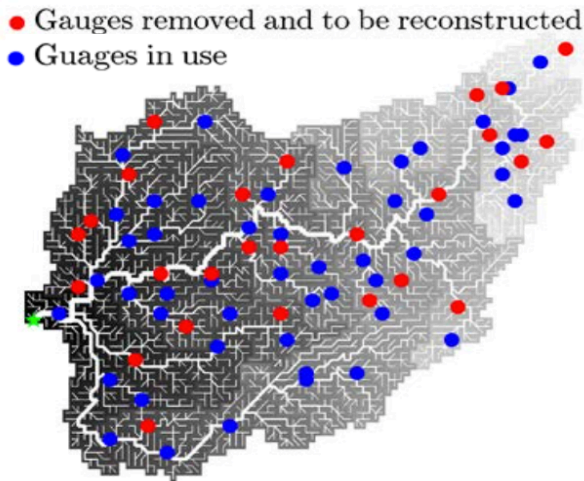 Gauges removed and to be reconstructed
Guages in use